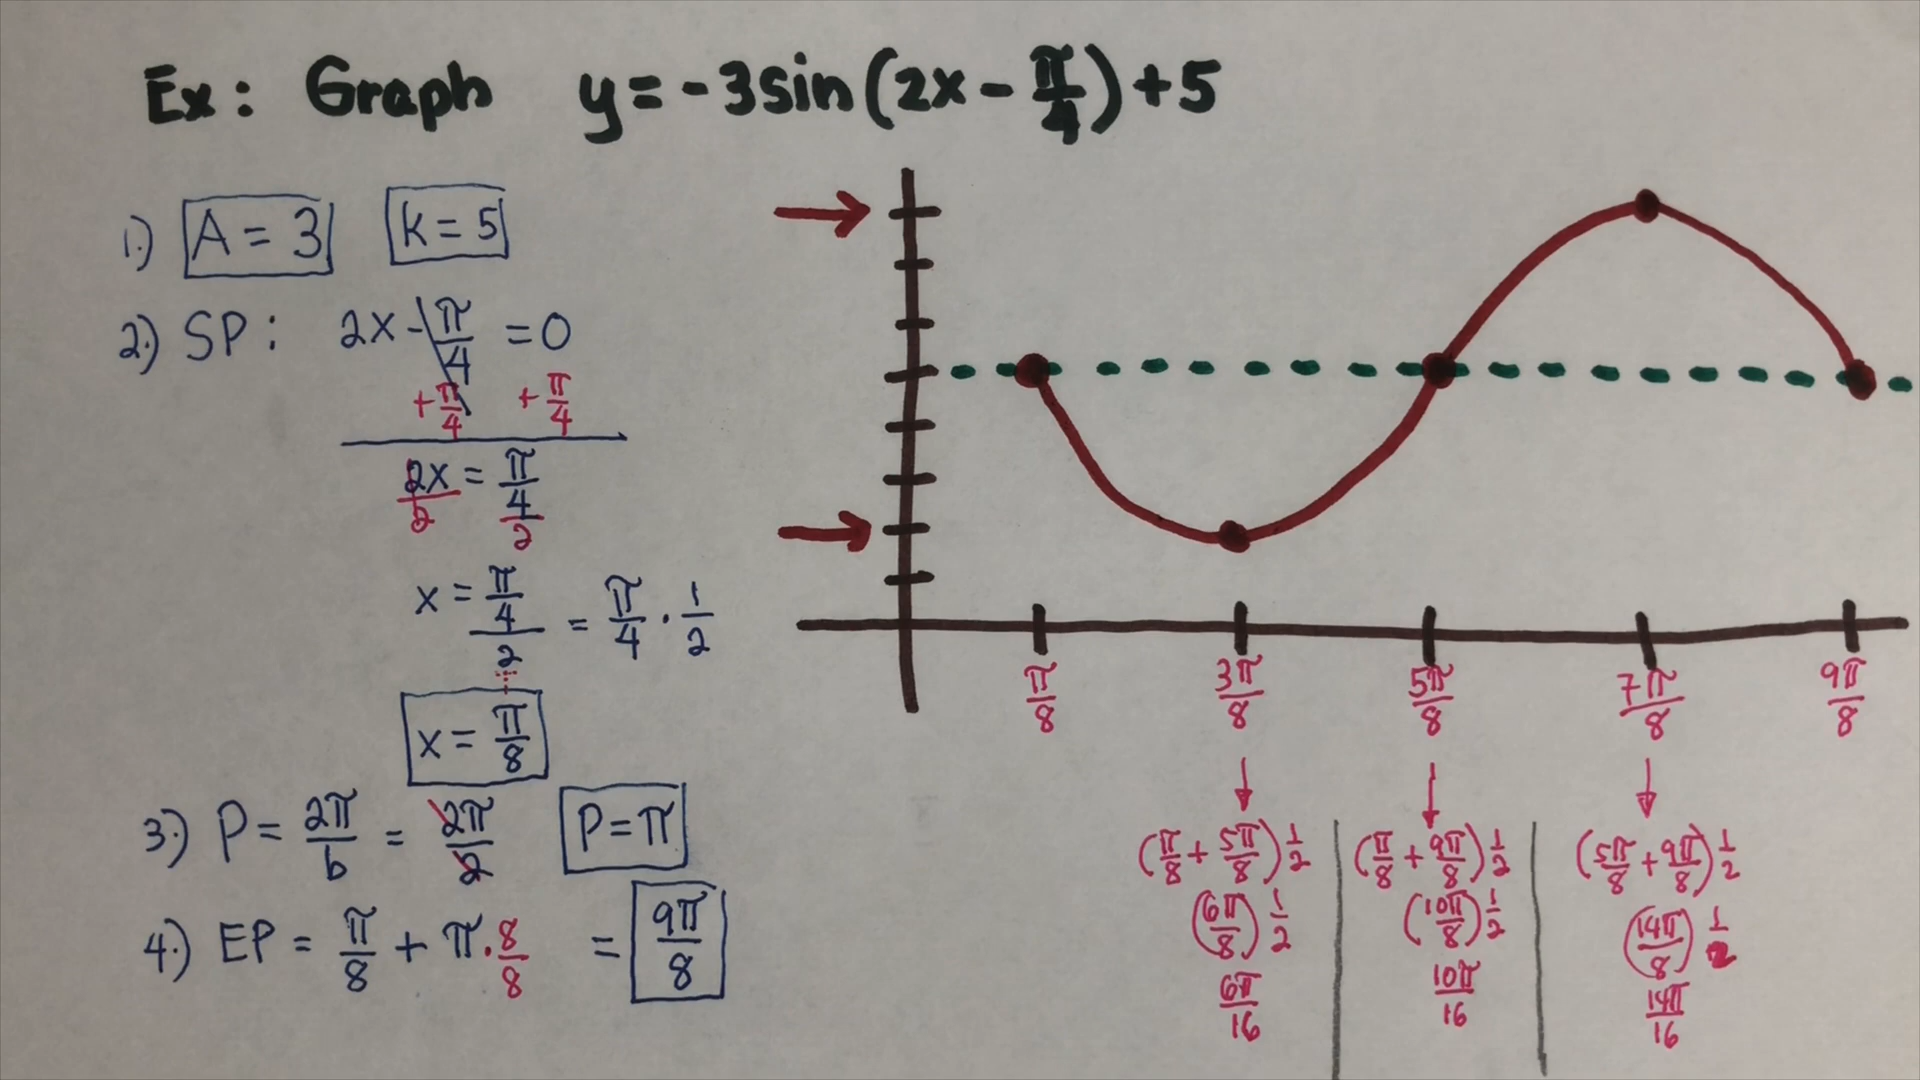 Ex: Graph y = -3sin(2x - π/4) + 5
1.) A = 3 K = 5
2.) SP: 2x - π/4 = 0
+π/4 +π/4
2x/2 = π/4/2
x = π/4/2 = π/4 · 1/2
x = π/8
3.) P = 2π/b = 2π/2 P = π
4.) EP = π/8 + π · 8/8 = 9π/8
π/8 3π/8 5π/8 7π/8 9π/8
(π/8 + 5π/8) 1/2
(6π/8) 1/2
6π/16
(π/8 + 9π/8) 1/2
(10π/8) 1/2
10π/16
(5π/8 + 9π/8) 1/2
(14π/8) 1/2
14π/16